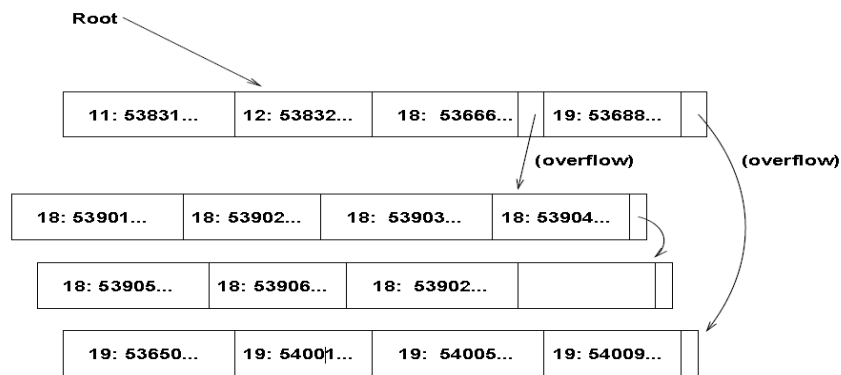 Root
11: 53831... 12: 53832... 18: 53666... 19: 53688...
(overflow) (overflow)
18: 53901... 18: 53902... 18: 53903... 18: 53904...
18: 53905... 18: 53906... 18: 53902...
19: 53650... 19: 54001... 19: 54005... 19: 54009...